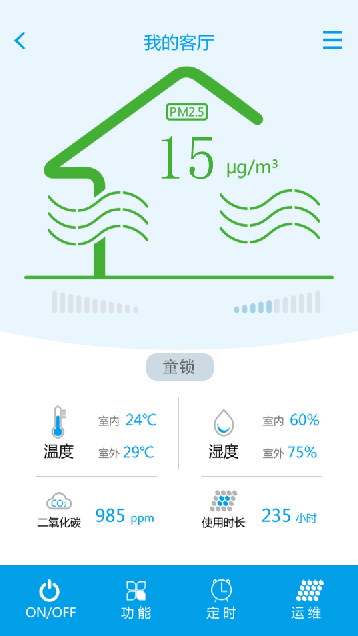 我的客厅
PM2.5
15 μg/m³
童锁
室内 24℃
温度
室外 29℃
室内 60%
湿度
室外 75%
CO₂
二氧化碳
985 ppm
使用时长
235 小时
ON/OFF
功能
定时
运维